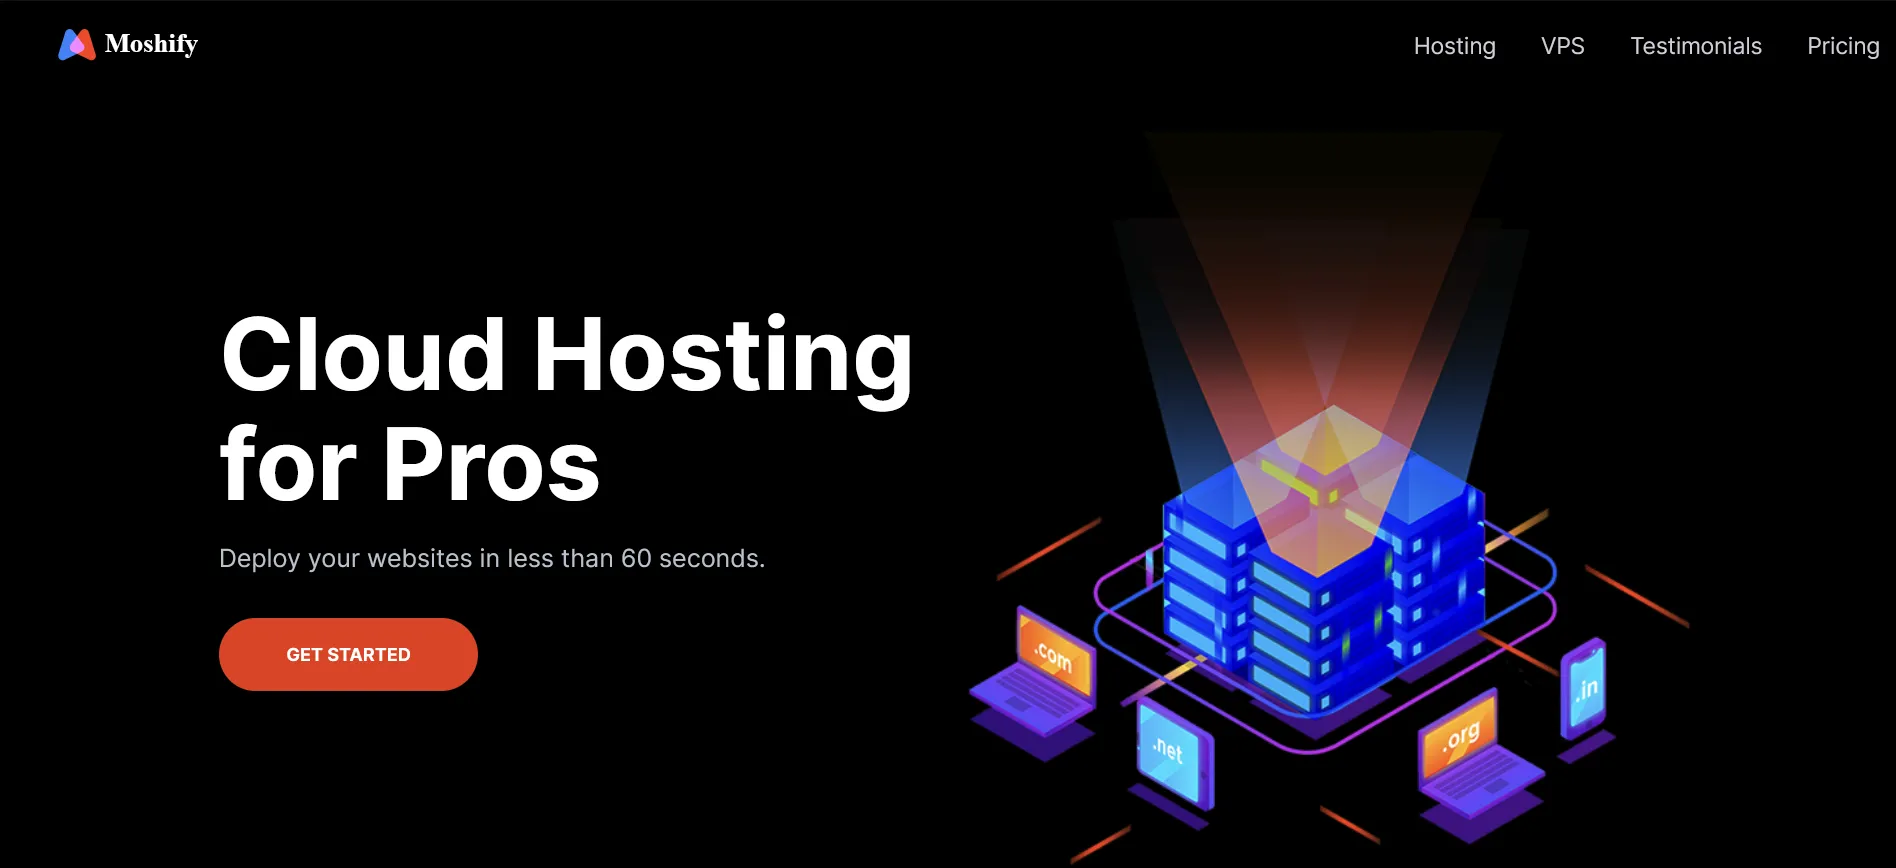 Moshify
Hosting VPS Testimonials Pricing
Cloud Hosting
for Pros
Deploy your websites in less than 60 seconds.
GET STARTED
.com
.net
.org
.in